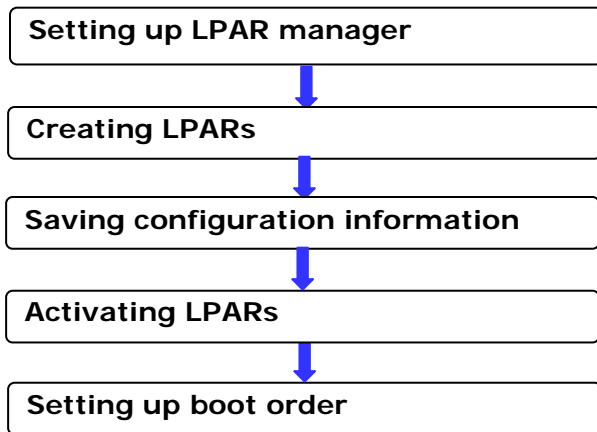 Setting up LPAR manager
Creating LPARs
Saving configuration information
Activating LPARs
Setting up boot order